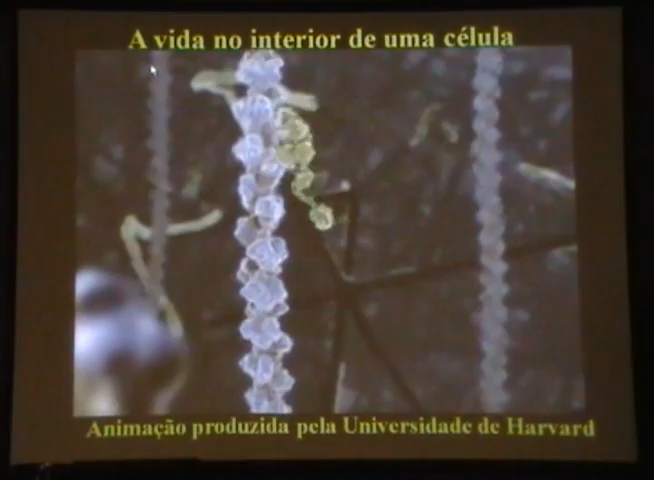 A vida no interior de uma célula
Animação produzida pela Universidade de Harvard